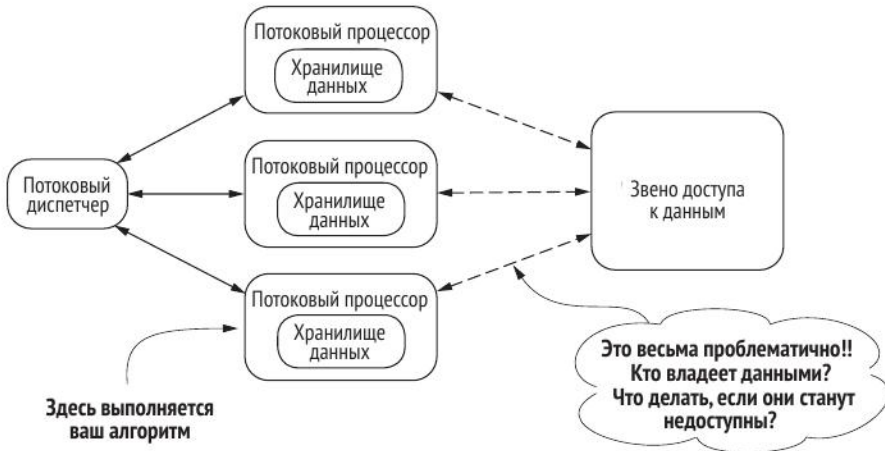 Потоковый процессор
Хранилище
данных
Потоковый
диспетчер
Потоковый процессор
Хранилище
данных
Звено доступа
к данным
Потоковый процессор
Хранилище
данных
Здесь выполняется
ваш алгоритм
Это весьма проблематично!!
Кто владеет данными?
Что делать, если они станут
недоступны?